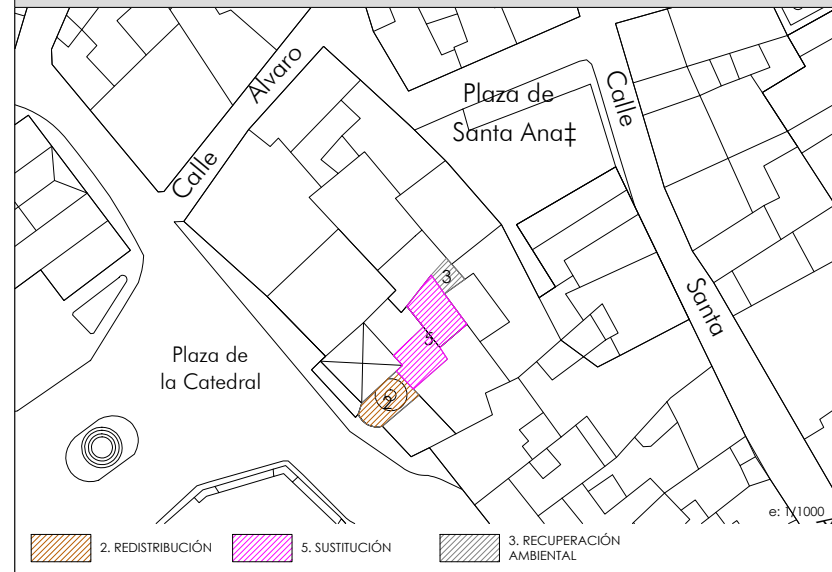 Calle Alvaro
Plaza de
Santa Ana‡
Calle
Santa
3
5
2
Plaza de
la Catedral
e: 1/1000
2. REDISTRIBUCIÓN
5. SUSTITUCIÓN
3. RECUPERACIÓN
AMBIENTAL